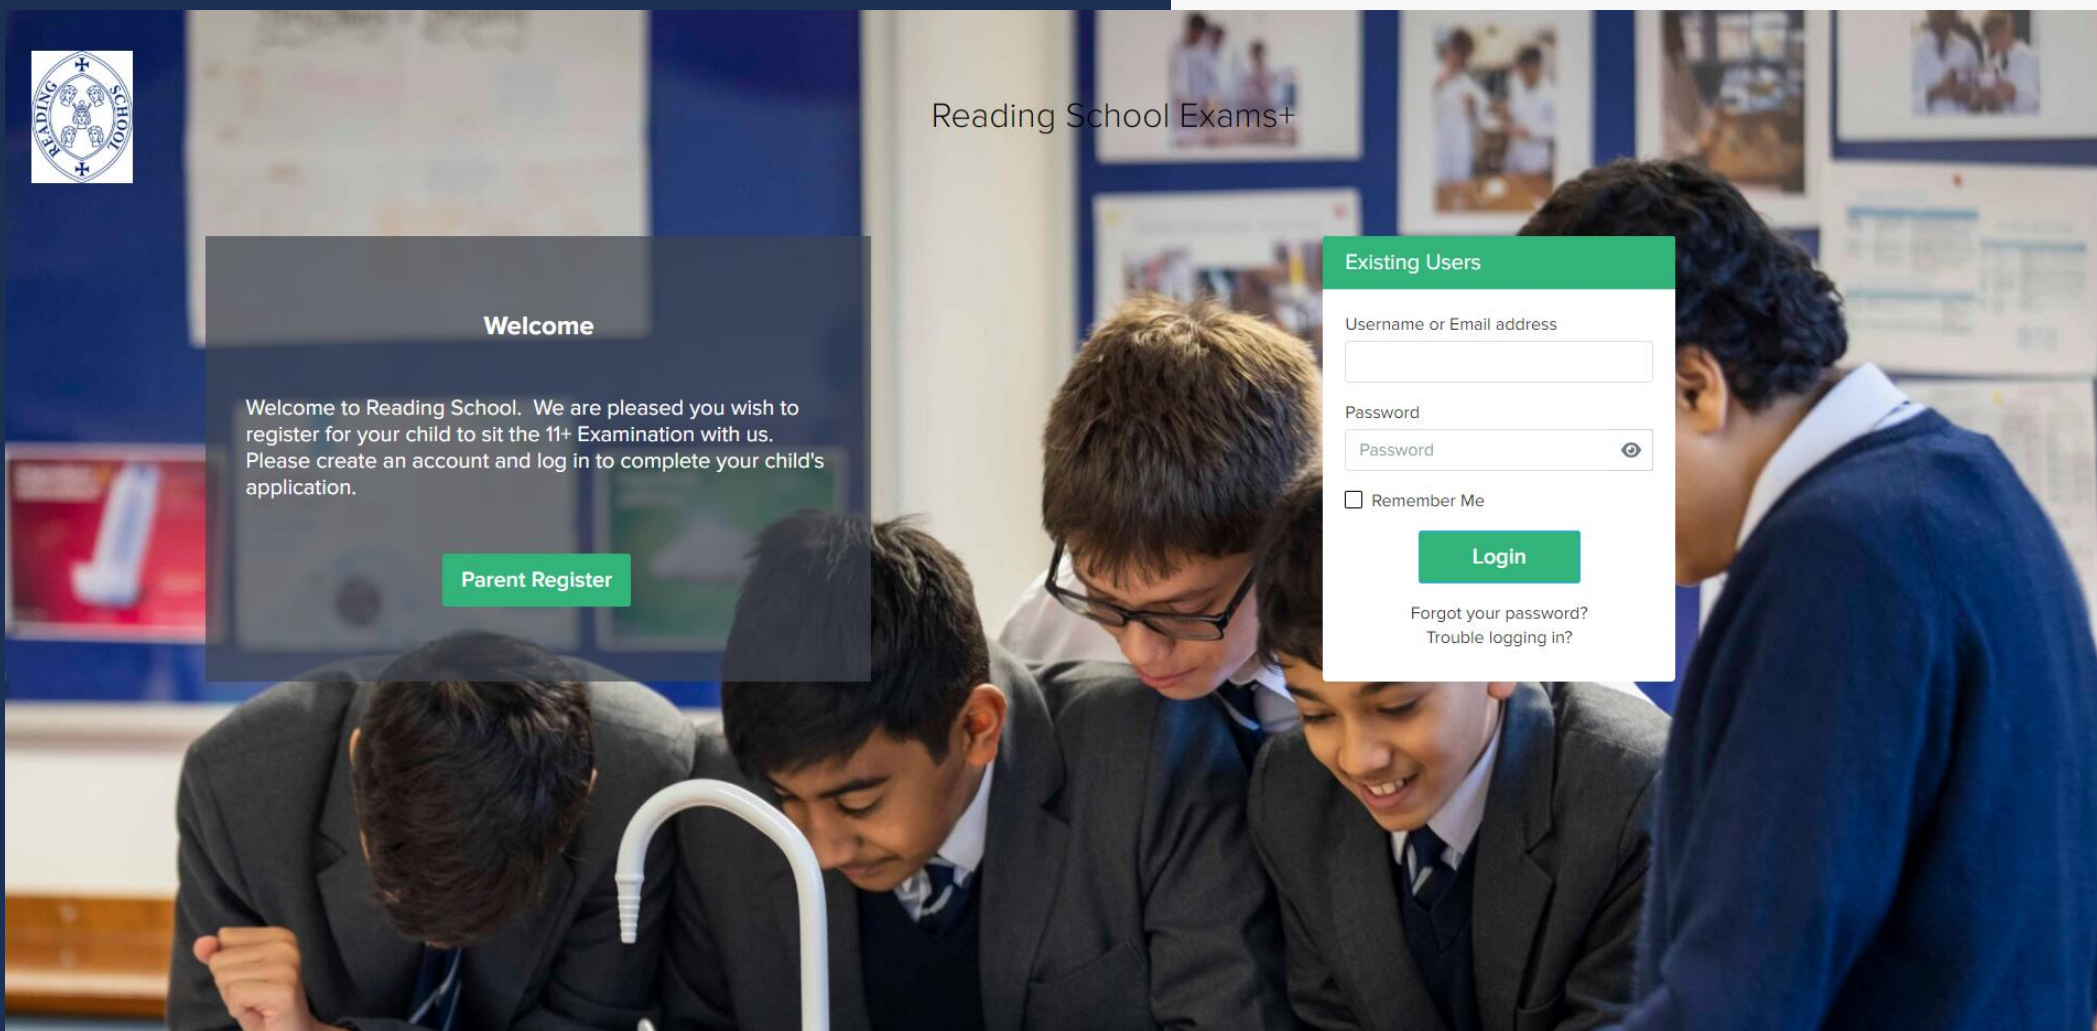 READING SCHOOL
Reading School Exams+
Welcome
Welcome to Reading School. We are pleased you wish to
register for your child to sit the 11+ Examination with us.
Please create an account and log in to complete your child's
application.
Parent Register
Existing Users
Username or Email address
Password
Password
Remember Me
Login
Forgot your password?
Trouble logging in?